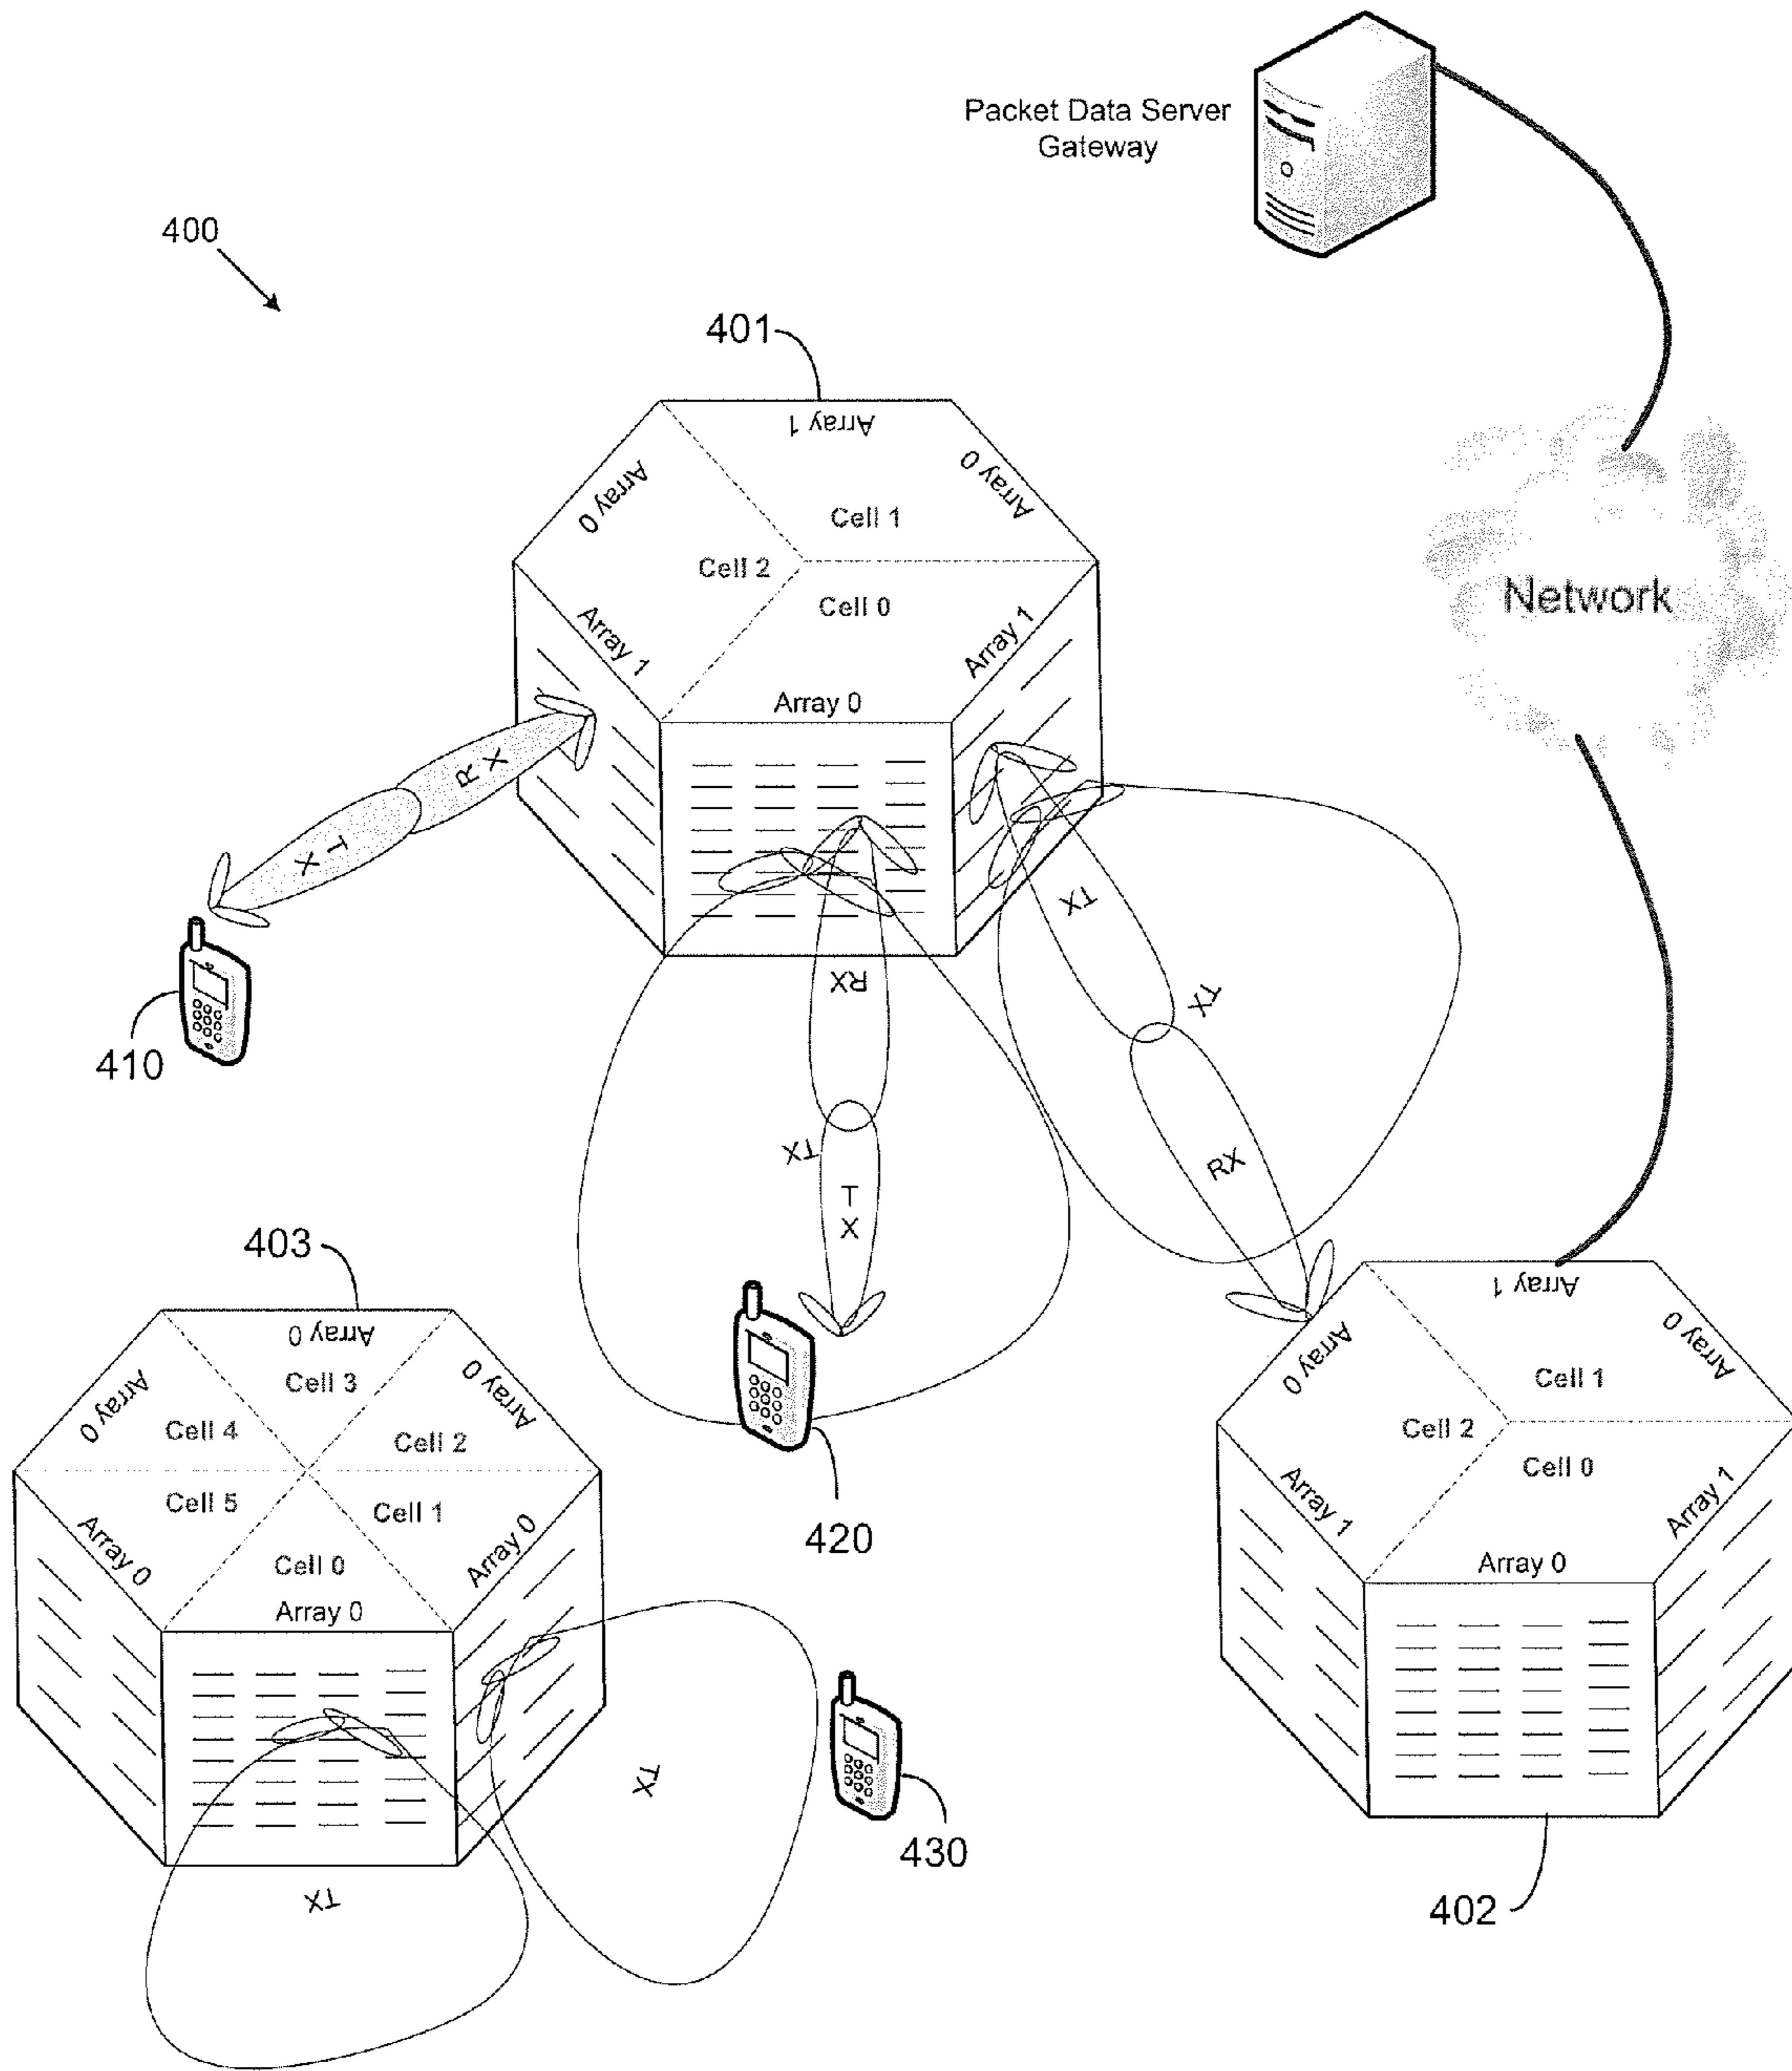 Packet Data Server
Gateway
400
401
Array 1
Array 0
Array 0
Cell 1
Cell 2
Cell 0
Array 1
Array 1
Array 0
Network
RX
TX
TX
RX
TX
410
TX
TX
RX
403
Array 0
Array 0
Array 0
Cell 3
Cell 4
Cell 2
Cell 5
Cell 1
Array 0
Array 0
Cell 0
Array 0
420
Array 1
Array 0
Array 0
Cell 1
Cell 2
Cell 0
Array 1
Array 1
Array 0
TX
430
TX
402